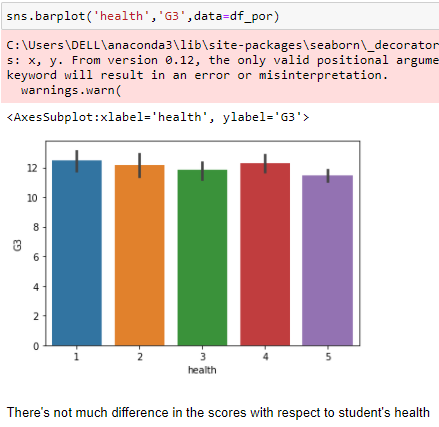 sns.barplot('health','G3',data=df_por)
C:\Users\DELL\anaconda3\lib\site-packages\seaborn\_decorator
s: x, y. From version 0.12, the only valid positional argume
keyword will result in an error or misinterpretation.
  warnings.warn(
<AxesSubplot:xlabel='health', ylabel='G3'>
12
10
8
6
4
2
0
G3
1 2 3 4 5
health
There's not much difference in the scores with respect to student's health